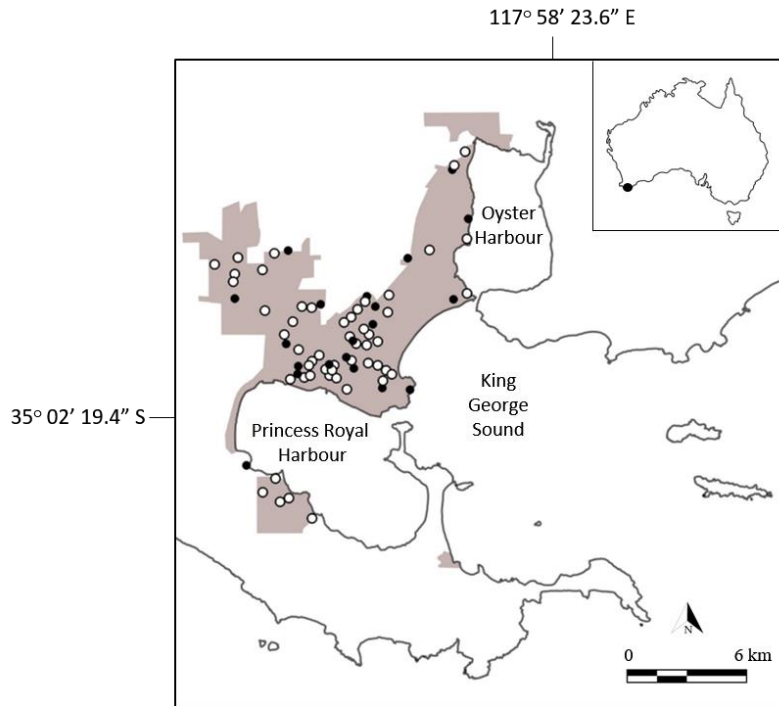 117° 58’ 23.6” E
Oyster
Harbour
King
George
Sound
35° 02’ 19.4” S
Princess Royal
Harbour
N
0 6 km